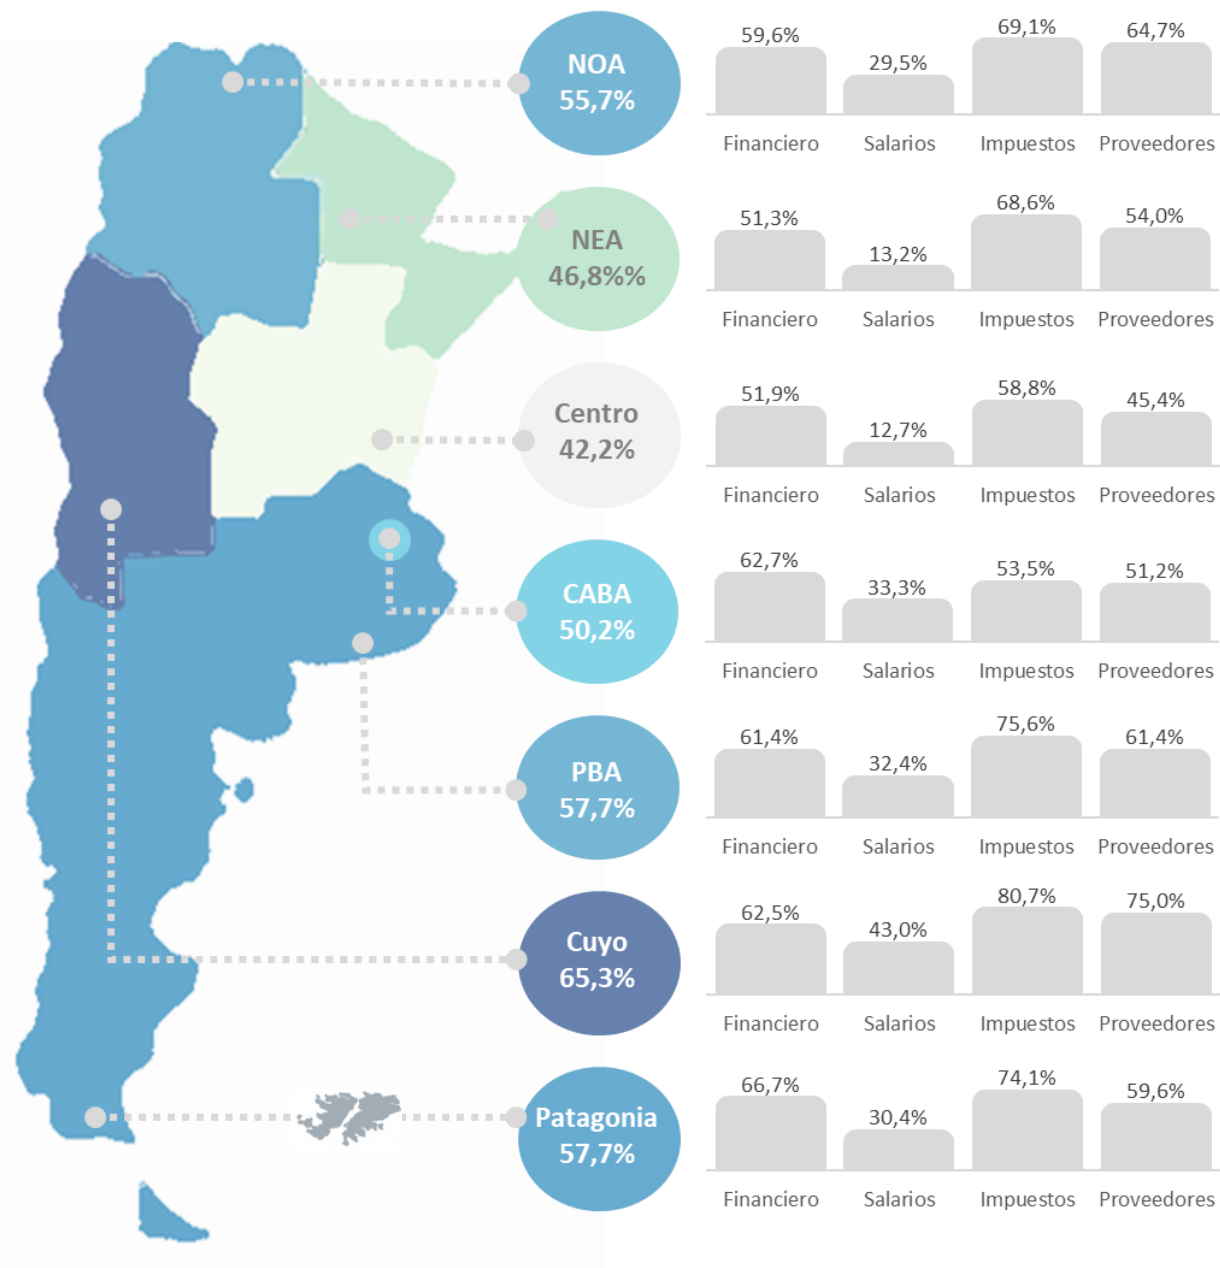 NOA
55,7%
59,6% 29,5% 69,1% 64,7%
Financiero Salarios Impuestos Proveedores
NEA
46,8%%
51,3% 13,2% 68,6% 54,0%
Financiero Salarios Impuestos Proveedores
Centro
42,2%
51,9% 12,7% 58,8% 45,4%
Financiero Salarios Impuestos Proveedores
CABA
50,2%
62,7% 33,3% 53,5% 51,2%
Financiero Salarios Impuestos Proveedores
PBA
57,7%
61,4% 32,4% 75,6% 61,4%
Financiero Salarios Impuestos Proveedores
Cuyo
65,3%
62,5% 43,0% 80,7% 75,0%
Financiero Salarios Impuestos Proveedores
Patagonia
57,7%
66,7% 30,4% 74,1% 59,6%
Financiero Salarios Impuestos Proveedores